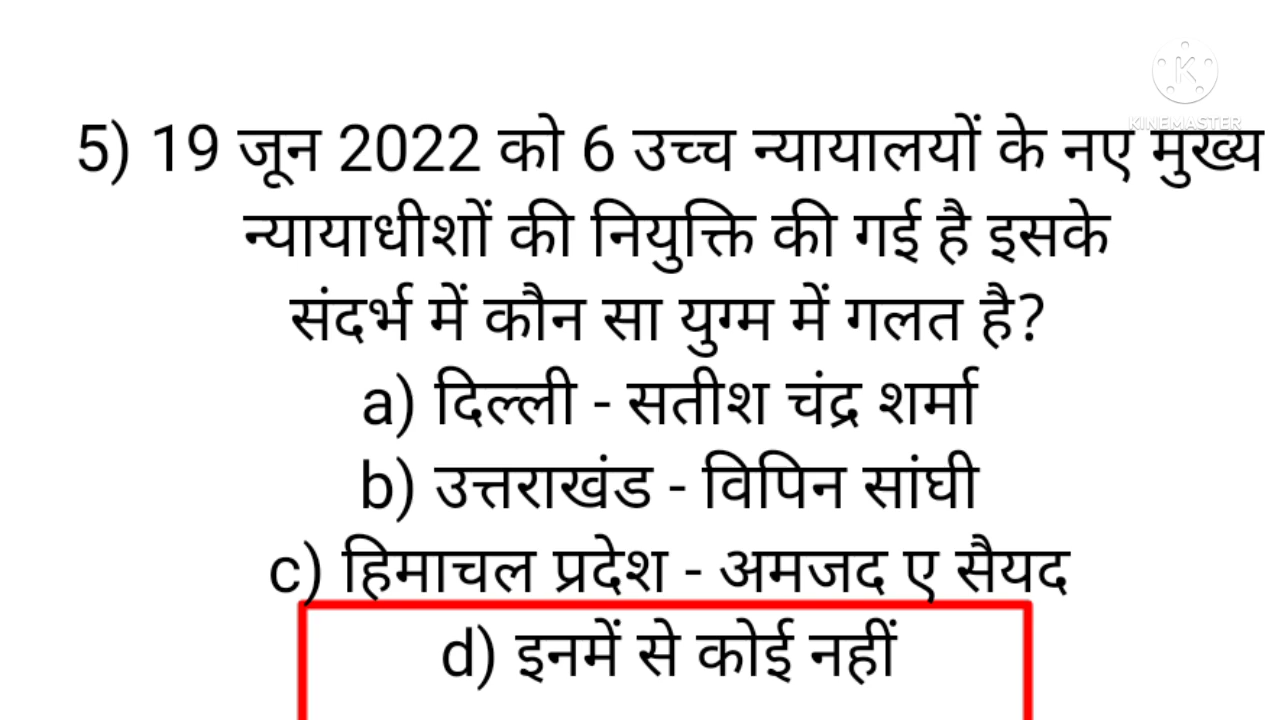 KINEMASTER
5) 19 जून 2022 को 6 उच्च न्यायालयों के नए मुख्य
न्यायाधीशों की नियुक्ति की गई है इसके
संदर्भ में कौन सा युग्म में गलत है?
a) दिल्ली - सतीश चंद्र शर्मा
b) उत्तराखंड - विपिन सांघी
c) हिमाचल प्रदेश - अमजद ए सैयद
d) इनमें से कोई नहीं